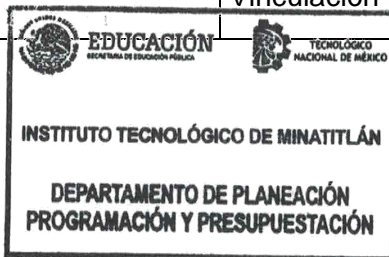 Vinculación
EDUCACIÓN
SECRETARÍA DE EDUCACIÓN PÚBLICA
TECNOLÓGICO
NACIONAL DE MÉXICO
INSTITUTO TECNOLÓGICO DE MINATITLÁN
DEPARTAMENTO DE PLANEACIÓN
PROGRAMACIÓN Y PRESUPUESTACIÓN